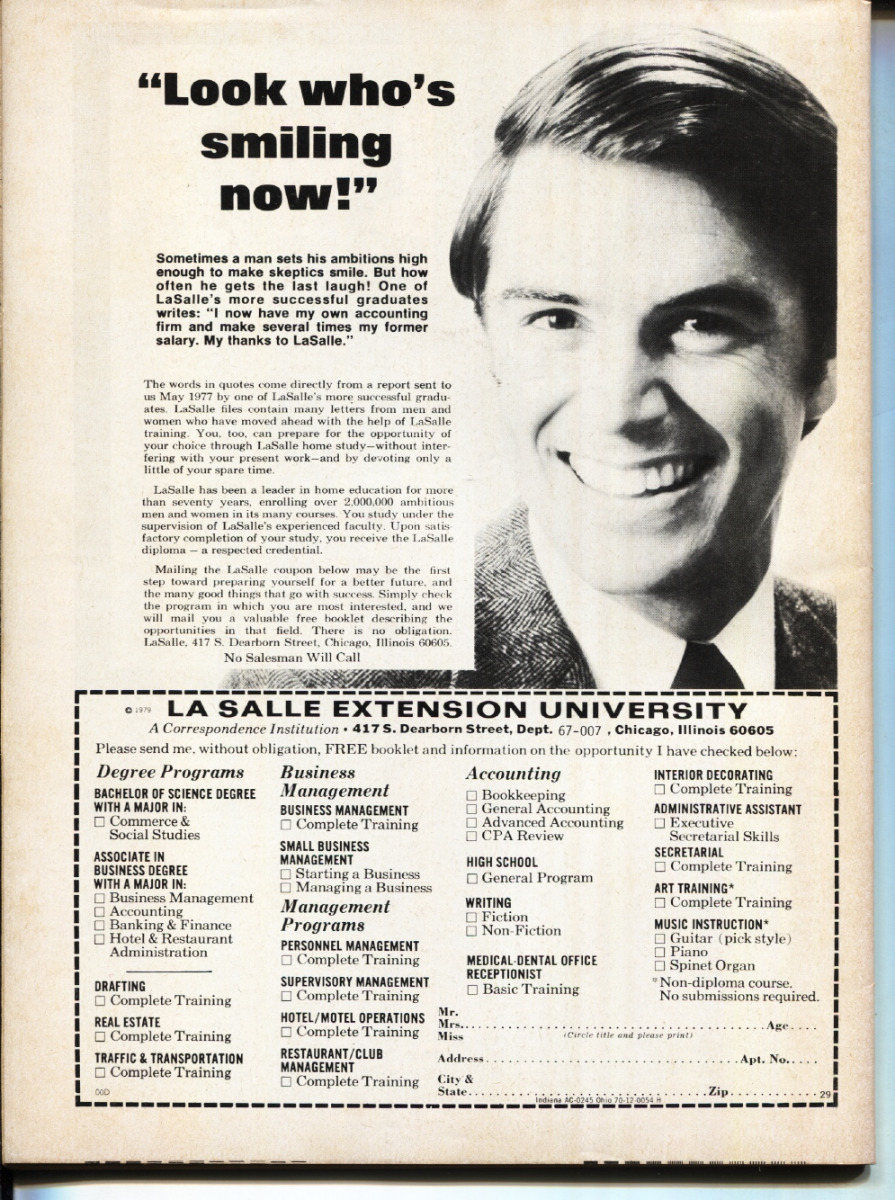 “Look who’s
smiling
now!”
Sometimes a man sets his ambitions high
enough to make skeptics smile. But how
often he gets the last laugh! One of
LaSalle’s more successful graduates
writes: “I now have my own accounting
firm and make several times my former
salary. My thanks to LaSalle.”
The words in quotes come directly from a report sent to
us May 1977 by one of LaSalle’s more successful gradu-
ates. LaSalle files contain many letters from men and
women who have moved ahead with the help of LaSalle
training. You, too, can prepare for the opportunity of
your choice through LaSalle home study—without inter-
fering with your present work—and by devoting only a
little of your spare time.
LaSalle has been a leader in home education for more
than seventy years, enrolling over 2,000,000 ambitious
men and women in its many courses. You study under the
supervision of LaSalle’s experienced faculty. Upon satis-
factory completion of your study, you receive the LaSalle
diploma — a respected credential.
Mailing the LaSalle coupon below may be the first
step toward preparing yourself for a better future, and
the many good things that go with success. Simply check
the program in which you are most interested, and we
will mail you a valuable free booklet describing the
opportunities in that field. There is no obligation.
LaSalle, 417 S. Dearborn Street, Chicago, Illinois 60605.
No Salesman Will Call
© 1979 LA SALLE EXTENSION UNIVERSITY
A Correspondence Institution • 417 S. Dearborn Street, Dept. 67-007 , Chicago, Illinois 60605
Please send me, without obligation, FREE booklet and information on the opportunity I have checked below:
Degree Programs
BACHELOR OF SCIENCE DEGREE
WITH A MAJOR IN:
☐ Commerce &
Social Studies
ASSOCIATE IN
BUSINESS DEGREE
WITH A MAJOR IN:
☐ Business Management
☐ Accounting
☐ Banking & Finance
☐ Hotel & Restaurant
Administration
DRAFTING
☐ Complete Training
REAL ESTATE
☐ Complete Training
TRAFFIC & TRANSPORTATION
☐ Complete Training
00D
Business
Management
BUSINESS MANAGEMENT
☐ Complete Training
SMALL BUSINESS
MANAGEMENT
☐ Starting a Business
☐ Managing a Business
Management
Programs
PERSONNEL MANAGEMENT
☐ Complete Training
SUPERVISORY MANAGEMENT
☐ Complete Training
HOTEL/MOTEL OPERATIONS
☐ Complete Training
RESTAURANT/CLUB
MANAGEMENT
☐ Complete Training
Accounting
☐ Bookkeeping
☐ General Accounting
☐ Advanced Accounting
☐ CPA Review
HIGH SCHOOL
☐ General Program
WRITING
☐ Fiction
☐ Non-Fiction
MEDICAL-DENTAL OFFICE
RECEPTIONIST
☐ Basic Training
INTERIOR DECORATING
☐ Complete Training
ADMINISTRATIVE ASSISTANT
☐ Executive
Secretarial Skills
SECRETARIAL
☐ Complete Training
ART TRAINING*
☐ Complete Training
MUSIC INSTRUCTION*
☐ Guitar (pick style)
☐ Piano
☐ Spinet Organ
*Non-diploma course.
No submissions required.
Mr.
Mrs. Age
Miss (Circle title and please print)
Address Apt. No.
City &
State Zip
29
Indiana AC-0245 Ohio 70-12-0054 H